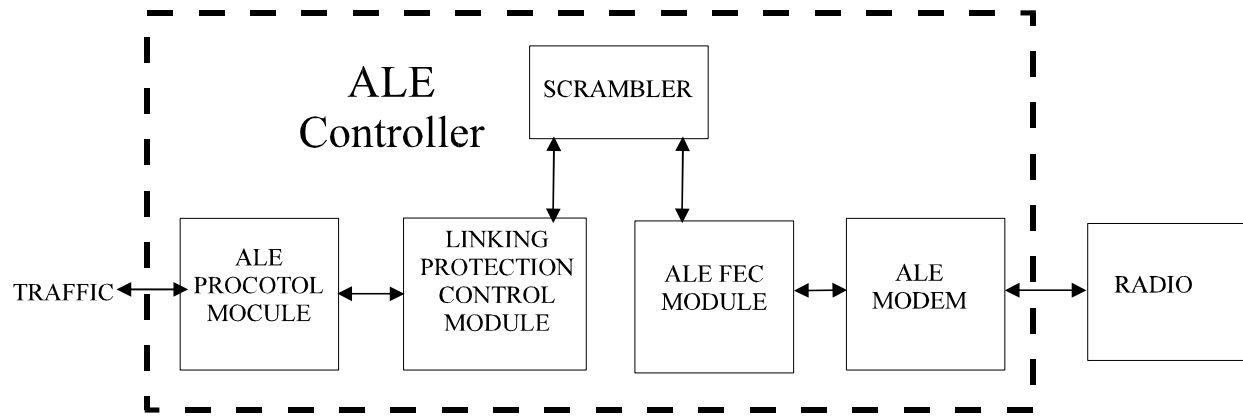 ALE
Controller
SCRAMBLER
TRAFFIC
ALE
PROCOTOL
MOCULE
LINKING
PROTECTION
CONTROL
MODULE
ALE FEC
MODULE
ALE
MODEM
RADIO